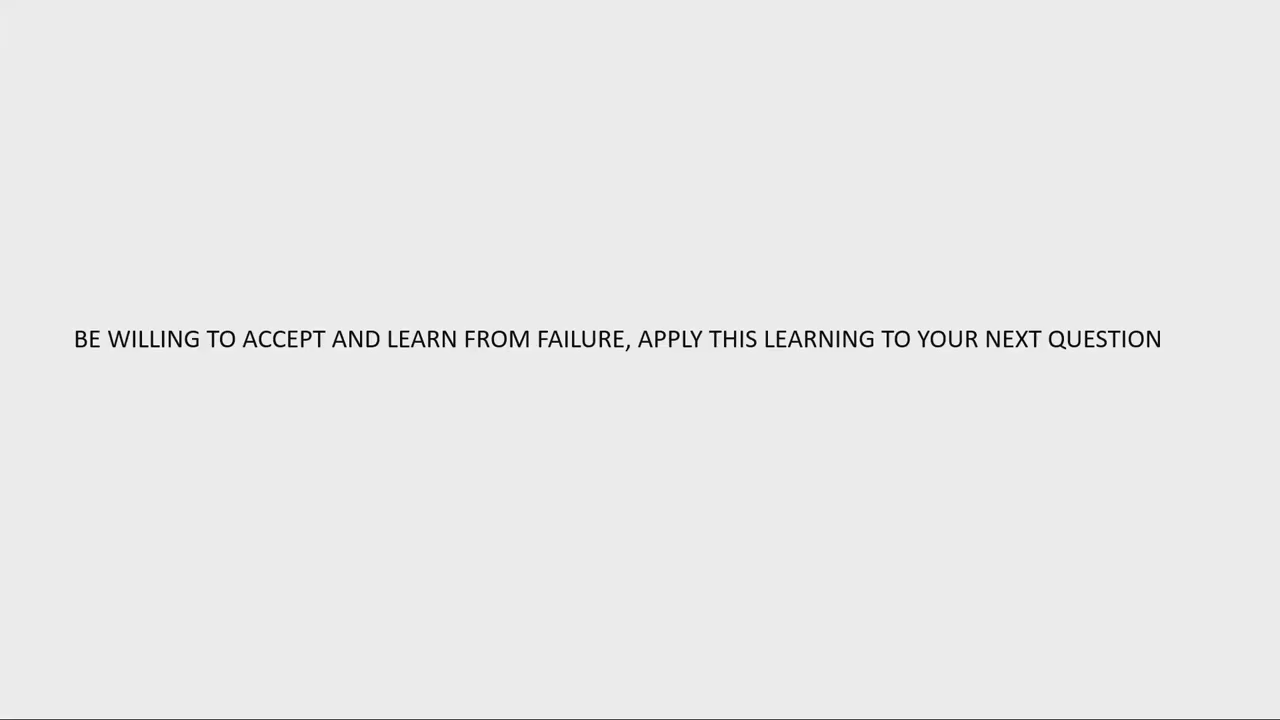 BE WILLING TO ACCEPT AND LEARN FROM FAILURE, APPLY THIS LEARNING TO YOUR NEXT QUESTION